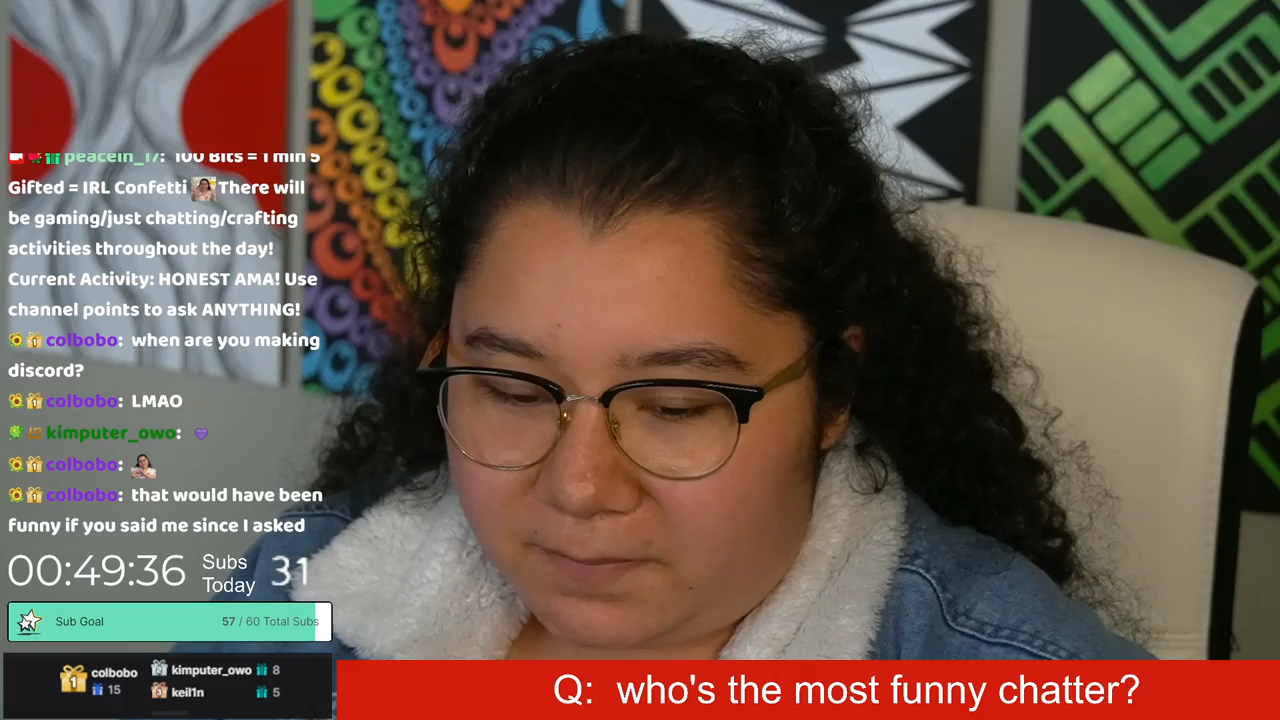 peacein_17: 100 Bits = 1 min 5
Gifted = IRL Confetti There will
be gaming/just chatting/crafting
activities throughout the day!
Current Activity: HONEST AMA! Use
channel points to ask ANYTHING!
colbobo: when are you making
discord?
colbobo: LMAO
kimputer_owo:
colbobo:
colbobo: that would have been
funny if you said me since I asked
00:49:36 Subs Today 31
Sub Goal 57 / 60 Total Subs
1 colbobo 15
2 kimputer_owo 8
3 keil1n 5
Q: who's the most funny chatter?